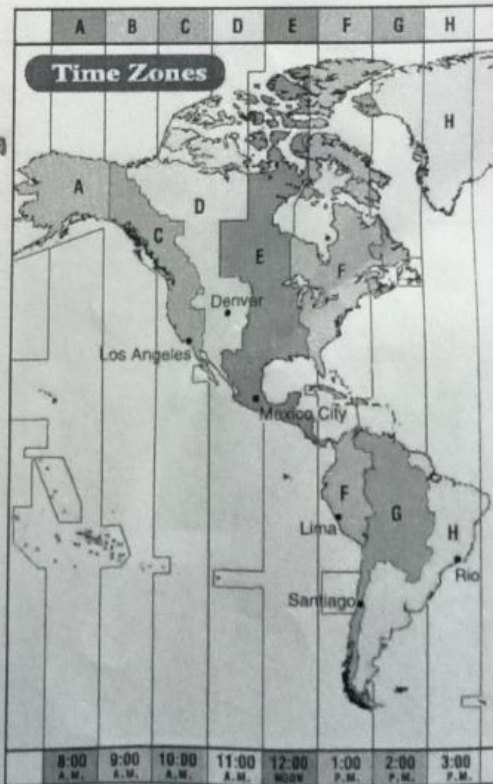 A B C D E F G H
Time Zones
H
A
D
C
E
F
Denver
Los Angeles
Mexico City
F
G
Lima
H
Rio
Santiago
8:00 9:00 10:00 11:00 12:00 1:00 2:00 3:00
A.M. A.M. A.M. A.M. NOON P.M. P.M. P.M.